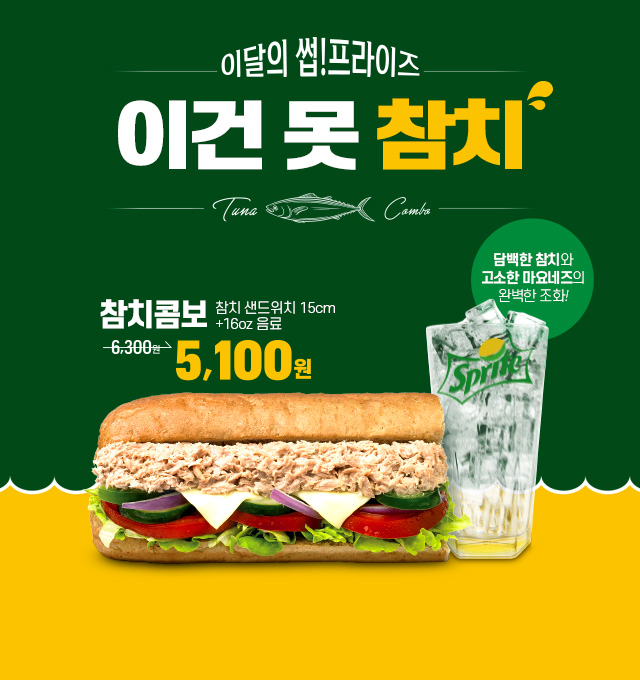 이달의 썹!프라이즈
이건 못 참치
Tuna Combo
담백한 참치와
고소한 마요네즈의
완벽한 조화!
참치콤보 참치 샌드위치 15cm
+16oz 음료
6,300원
5,100원
Sprite